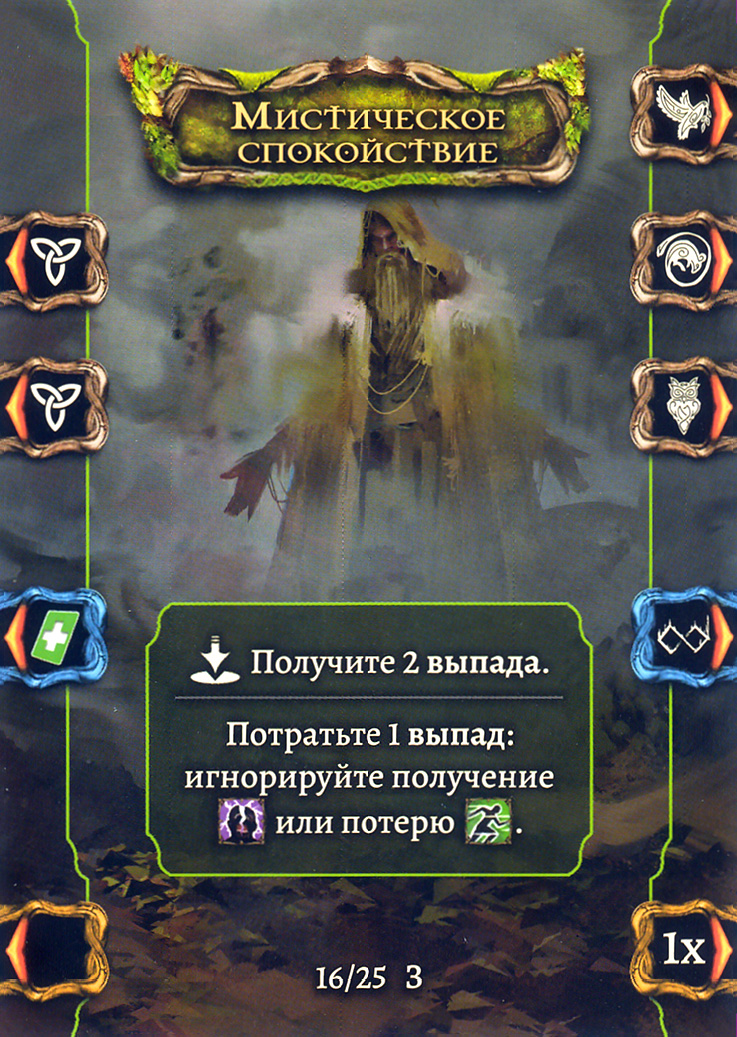 Мистическое
спокойствие
Получите 2 выпада.
Потратьте 1 выпад:
игнорируйте получение
или потерю .
1x
16/25 3